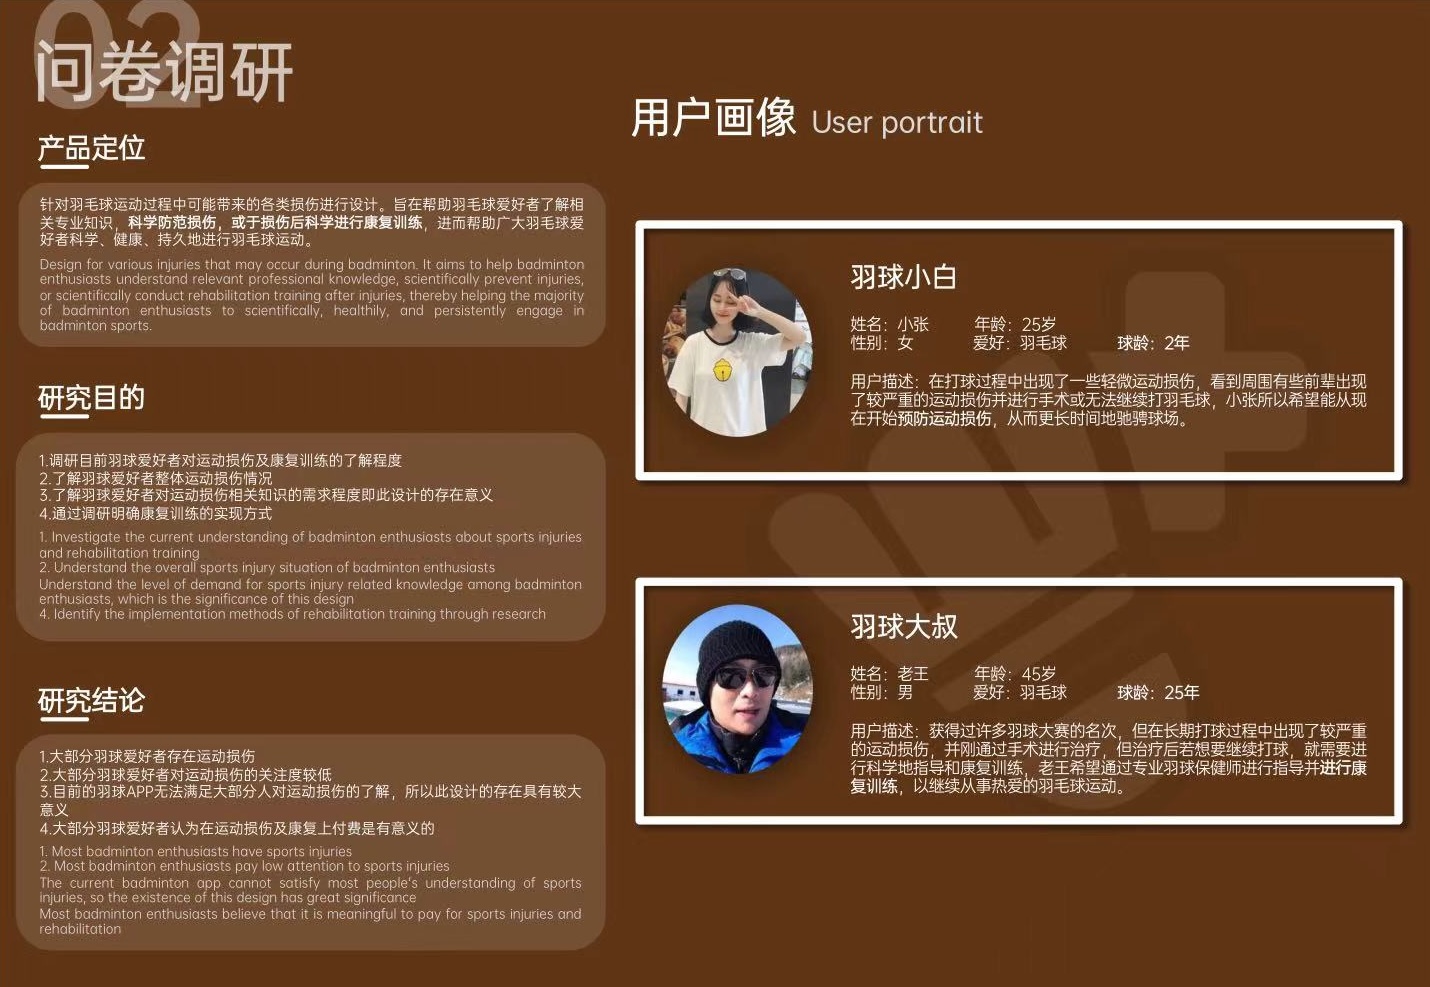 02
问卷调研
产品定位
针对羽毛球运动过程中可能带来的各类损伤进行设计。旨在帮助羽毛球爱好者了解相
关专业知识，科学防范损伤，或于损伤后科学进行康复训练，进而帮助广大羽毛球爱
好者科学、健康、持久地进行羽毛球运动。
Design for various injuries that may occur during badminton. It aims to help badminton
enthusiasts understand relevant professional knowledge, scientifically prevent injuries,
or scientifically conduct rehabilitation training after injuries, thereby helping the majority
of badminton enthusiasts to scientifically, healthily, and persistently engage in
badminton sports.
研究目的
1.调研目前羽球爱好者对运动损伤及康复训练的了解程度
2.了解羽球爱好者整体运动损伤情况
3.了解羽球爱好者对运动损伤相关知识的需求程度即此设计的存在意义
4.通过调研明确康复训练的实现方式
1. Investigate the current understanding of badminton enthusiasts about sports injuries
and rehabilitation training
2. Understand the overall sports injury situation of badminton enthusiasts
Understand the level of demand for sports injury related knowledge among badminton
enthusiasts, which is the significance of this design
4. Identify the implementation methods of rehabilitation training through research
研究结论
1.大部分羽球爱好者存在运动损伤
2.大部分羽球爱好者对运动损伤的关注度较低
3.目前的羽球APP无法满足大部分人对运动损伤的了解，所以此设计的存在具有较大
意义
4.大部分羽球爱好者认为在运动损伤及康复上付费是有意义的
1. Most badminton enthusiasts have sports injuries
2. Most badminton enthusiasts pay low attention to sports injuries
The current badminton app cannot satisfy most people's understanding of sports
injuries, so the existence of this design has great significance
Most badminton enthusiasts believe that it is meaningful to pay for sports injuries and
rehabilitation
用户画像 User portrait
羽球小白
姓名：小张 年龄：25岁
性别：女 爱好：羽毛球 球龄：2年
用户描述：在打球过程中出现了一些轻微运动损伤，看到周围有些前辈出现
了较严重的运动损伤并进行手术或无法继续打羽毛球，小张所以希望能从现
在开始预防运动损伤，从而更长时间地驰骋球场。
羽球大叔
姓名：老王 年龄：45岁
性别：男 爱好：羽毛球 球龄：25年
用户描述：获得过许多羽球大赛的名次，但在长期打球过程中出现了较严重
的运动损伤，并刚通过手术进行治疗，但治疗后若想要继续打球，就需要进
行科学地指导和康复训练，老王希望通过专业羽球保健师进行指导并进行康
复训练，以继续从事热爱的羽毛球运动。